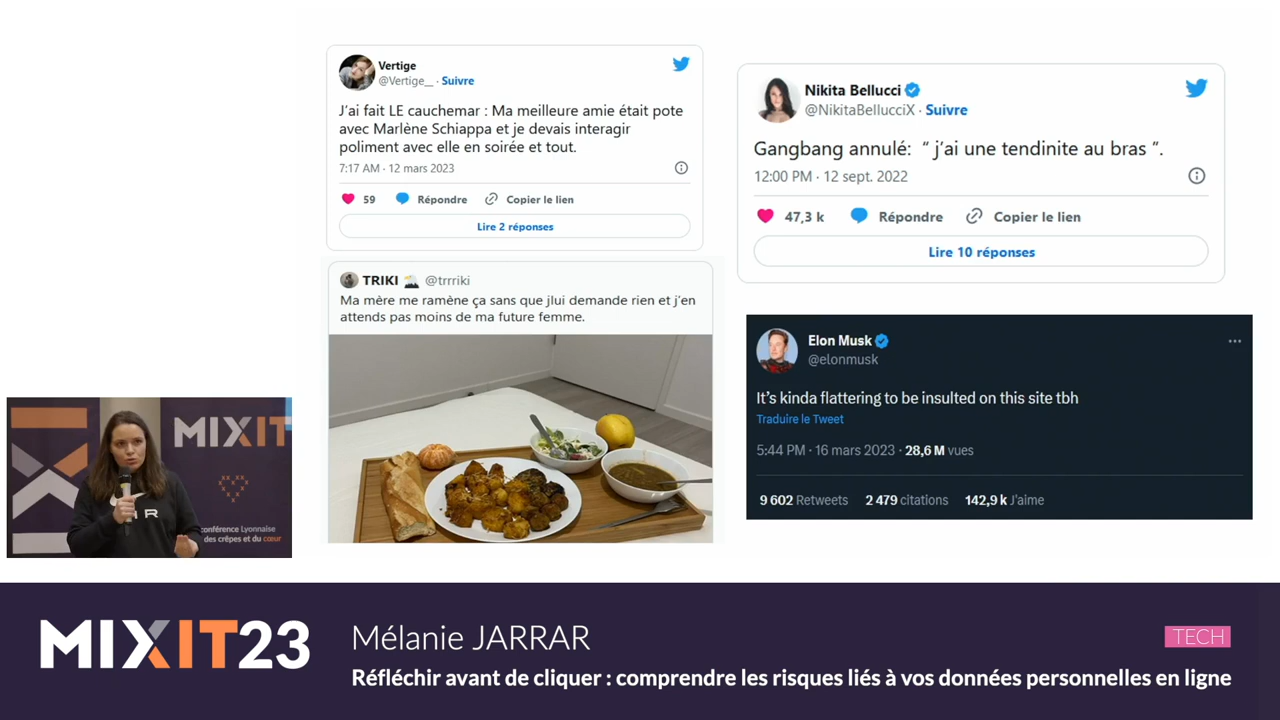 Vertige
@Vertige__ · Suivre
J’ai fait LE cauchemar : Ma meilleure amie était pote
avec Marlène Schiappa et je devais interagir
poliment avec elle en soirée et tout.
7:17 AM · 12 mars 2023
59 Répondre Copier le lien
Lire 2 réponses
TRIKI @trrriki
Ma mère me ramène ça sans que jlui demande rien et j’en
attends pas moins de ma future femme.
Nikita Bellucci
@NikitaBellucciX · Suivre
Gangbang annulé: “ j’ai une tendinite au bras ”.
12:00 PM · 12 sept. 2022
47,3 k Répondre Copier le lien
Lire 10 réponses
Elon Musk
@elonmusk
It’s kinda flattering to be insulted on this site tbh
Traduire le Tweet
5:44 PM · 16 mars 2023 · 28,6 M vues
9 602 Retweets 2 479 citations 142,9 k J’aime
MIXIT
conférence Lyonnaise
des crêpes et du cœur
MIXIT23
Mélanie JARRAR
TECH
Réfléchir avant de cliquer : comprendre les risques liés à vos données personnelles en ligne